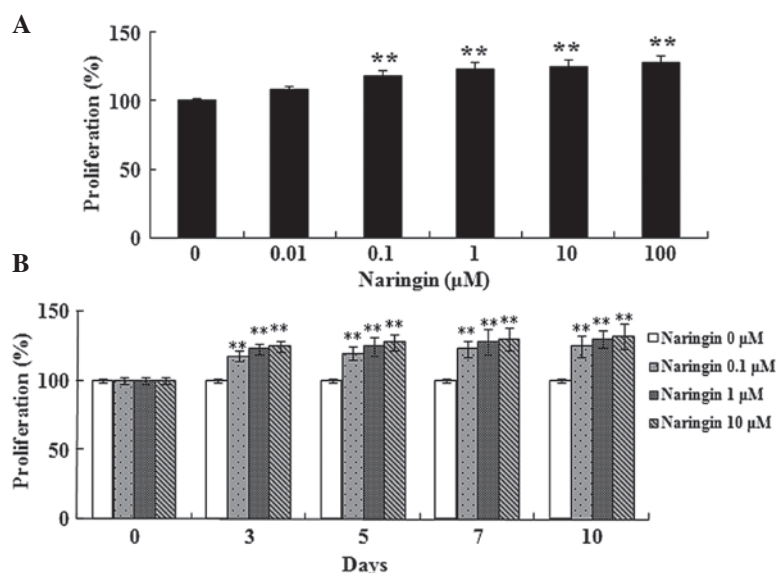 A
Proliferation (%)
150
100
50
0
** ** ** **
0 0.01 0.1 1 10 100
Naringin (µM)
B
Proliferation (%)
150
100
50
0
** ** ** ** ** ** ** ** ** ** ** **
0 3 5 7 10
Days
Naringin 0 µM
Naringin 0.1 µM
Naringin 1 µM
Naringin 10 µM